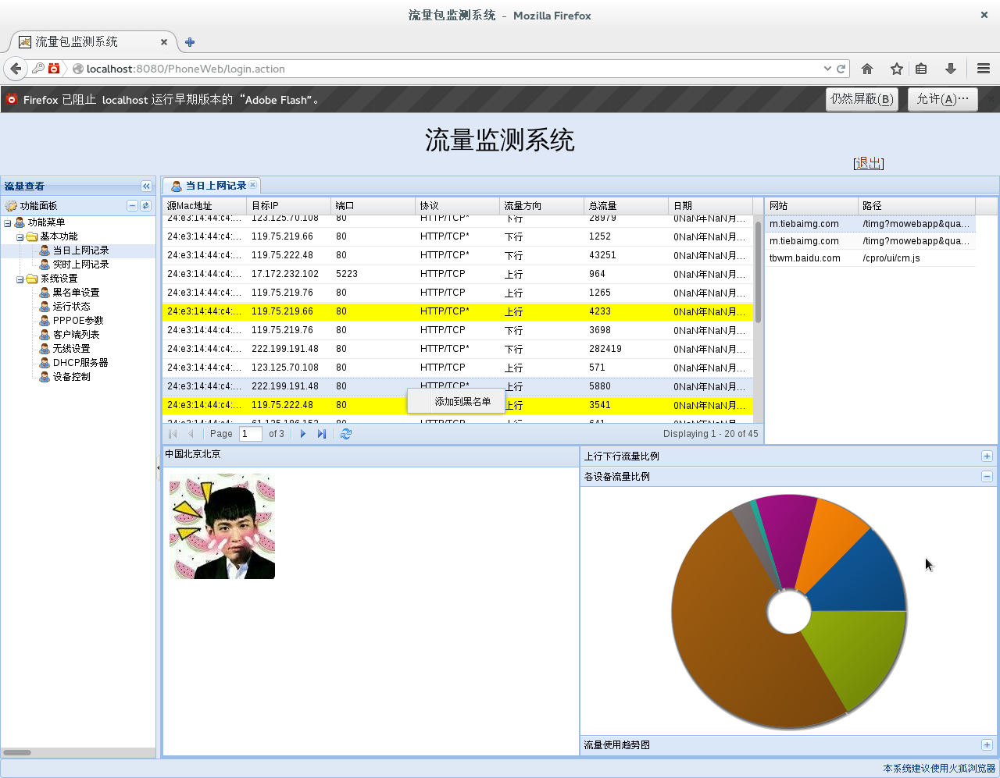 流量包监测系统 - Mozilla Firefox
流量包监测系统
localhost:8080/PhoneWeb/login.action
Firefox 已阻止 localhost 运行早期版本的“Adobe Flash”。 仍然屏蔽(B) 允许(A)…
流量监测系统
[退出]
流量查看
功能面板
功能菜单
基本功能
当日上网记录
实时上网记录
系统设置
黑名单设置
运行状态
PPPOE参数
客户端列表
无线设置
DHCP服务器
设备控制
当日上网记录
源Mac地址 目标IP 端口 协议 流量方向 总流量 日期
24:e3:14:44:c4:... 123.125.70.108 80 HTTP/TCP* 下行 28979 0NaN年NaN月...
24:e3:14:44:c4:... 119.75.219.66 80 HTTP/TCP* 下行 1252 0NaN年NaN月...
24:e3:14:44:c4:... 119.75.222.48 80 HTTP/TCP* 下行 43251 0NaN年NaN月...
24:e3:14:44:c4:... 17.172.232.102 5223 HTTP/TCP 上行 964 0NaN年NaN月...
24:e3:14:44:c4:... 119.75.219.76 80 HTTP/TCP 上行 1265 0NaN年NaN月...
24:e3:14:44:c4:... 119.75.219.66 80 HTTP/TCP* 上行 4233 0NaN年NaN月...
24:e3:14:44:c4:... 119.75.219.76 80 HTTP/TCP 下行 3698 0NaN年NaN月...
24:e3:14:44:c4:... 222.199.191.48 80 HTTP/TCP* 下行 282419 0NaN年NaN月...
24:e3:14:44:c4:... 123.125.70.108 80 HTTP/TCP 上行 571 0NaN年NaN月...
24:e3:14:44:c4:... 222.199.191.48 80 HTTP/TCP* 上行 5880 0NaN年NaN月...
24:e3:14:44:c4:... 119.75.222.48 80 上行 3541 0NaN年NaN月...
添加到黑名单
Page 1 of 3 Displaying 1 - 20 of 45
网站 路径
m.tiebaimg.com /timg?mowebapp&qua...
m.tiebaimg.com /timg?mowebapp&qua...
tbwm.baidu.com /cpro/ui/cm.js
中国北京北京
上行下行流量比例
各设备流量比例
流量使用趋势图
本系统建议使用火狐浏览器